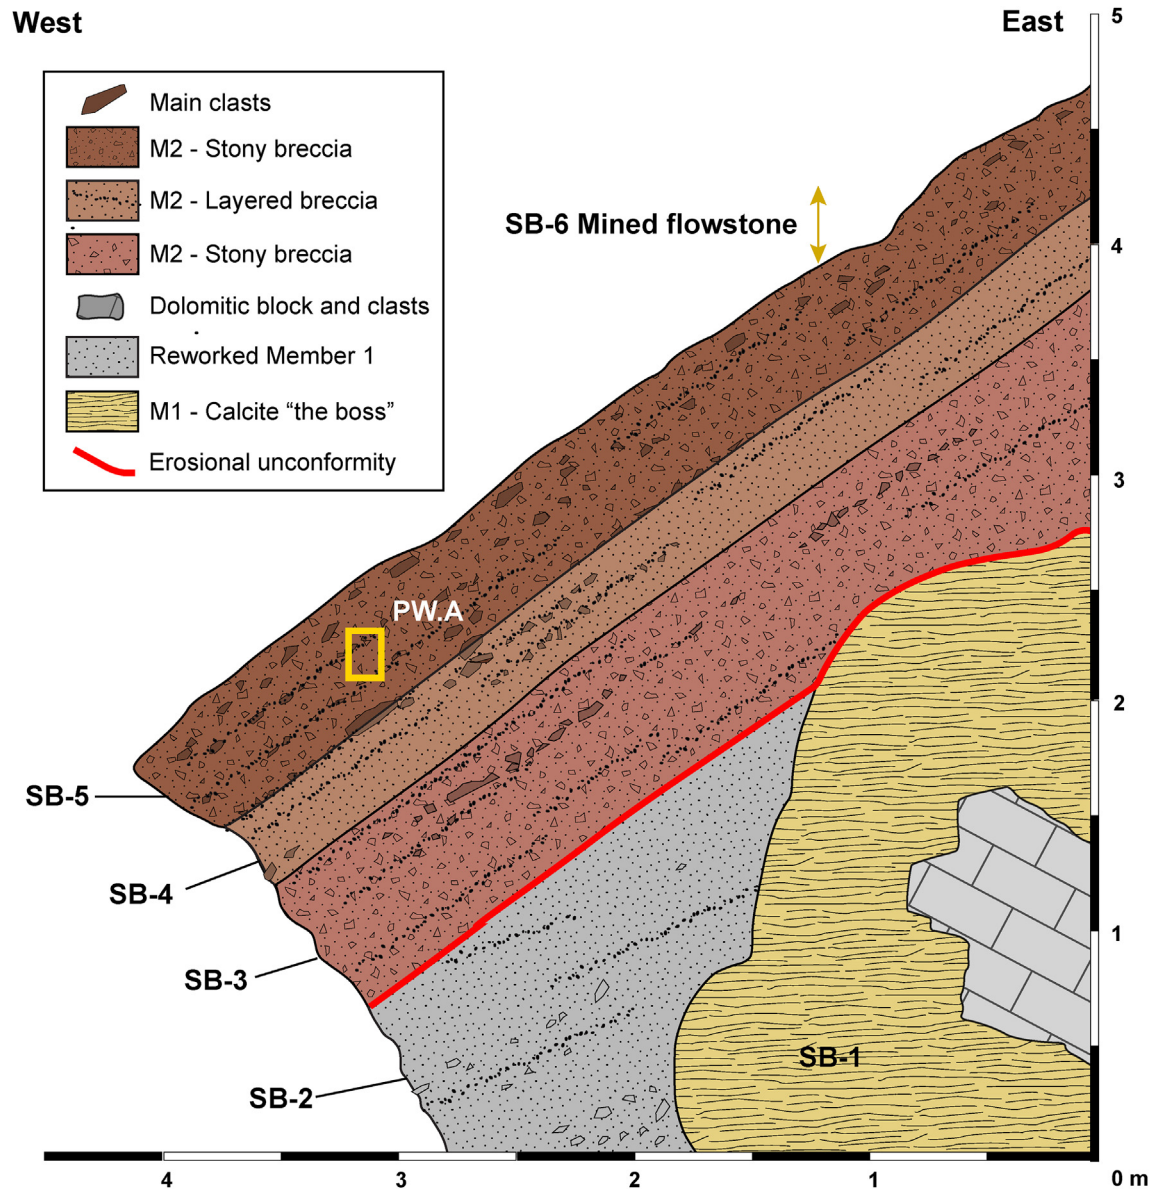 West
East
Main clasts
M2 - Stony breccia
M2 - Layered breccia
M2 - Stony breccia
Dolomitic block and clasts
Reworked Member 1
M1 - Calcite “the boss”
Erosional unconformity
SB-6 Mined flowstone
PW.A
SB-5
SB-4
SB-3
SB-2
SB-1
5
4
3
2
1
4
3
2
1
0 m